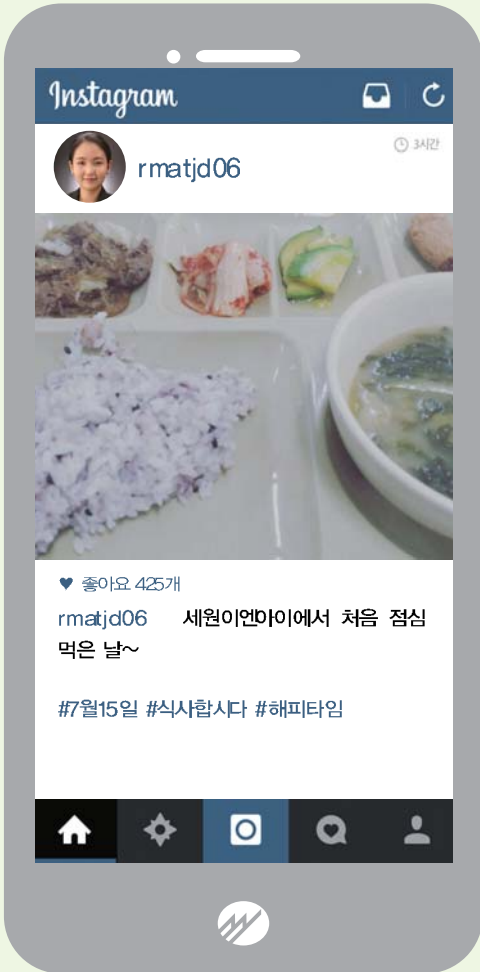 Instagram
3시간
rmatjd06
♥ 좋아요 425개
rmatjd06 세원이엔아이에서 처음 점심
먹은 날~
#7월15일 #식사합시다 #해피타임